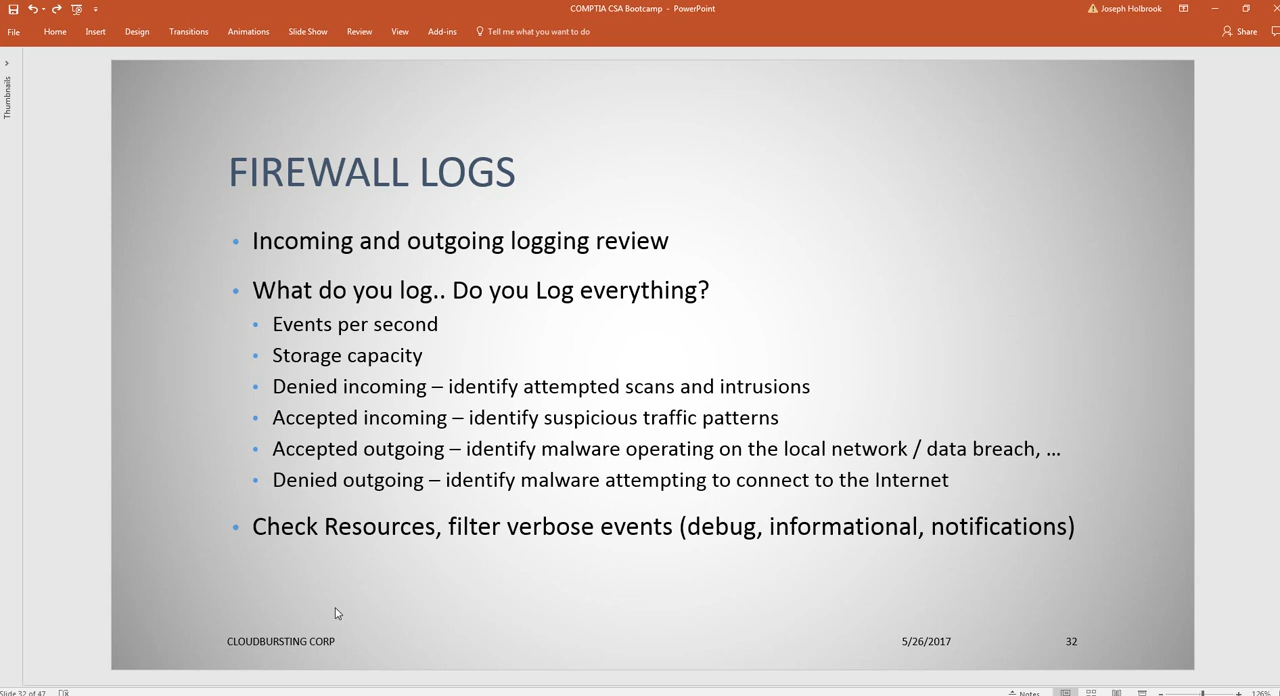 COMPTIA CSA Bootcamp - PowerPoint
Joseph Holbrook
File Home Insert Design Transitions Animations Slide Show Review View Add-ins Tell me what you want to do
Share
Thumbnails
FIREWALL LOGS
• Incoming and outgoing logging review
• What do you log.. Do you Log everything?
• Events per second
• Storage capacity
• Denied incoming – identify attempted scans and intrusions
• Accepted incoming – identify suspicious traffic patterns
• Accepted outgoing – identify malware operating on the local network / data breach, ...
• Denied outgoing – identify malware attempting to connect to the Internet
• Check Resources, filter verbose events (debug, informational, notifications)
CLOUDBURSTING CORP 5/26/2017 32
Slide 32 of 47 Notes 126%